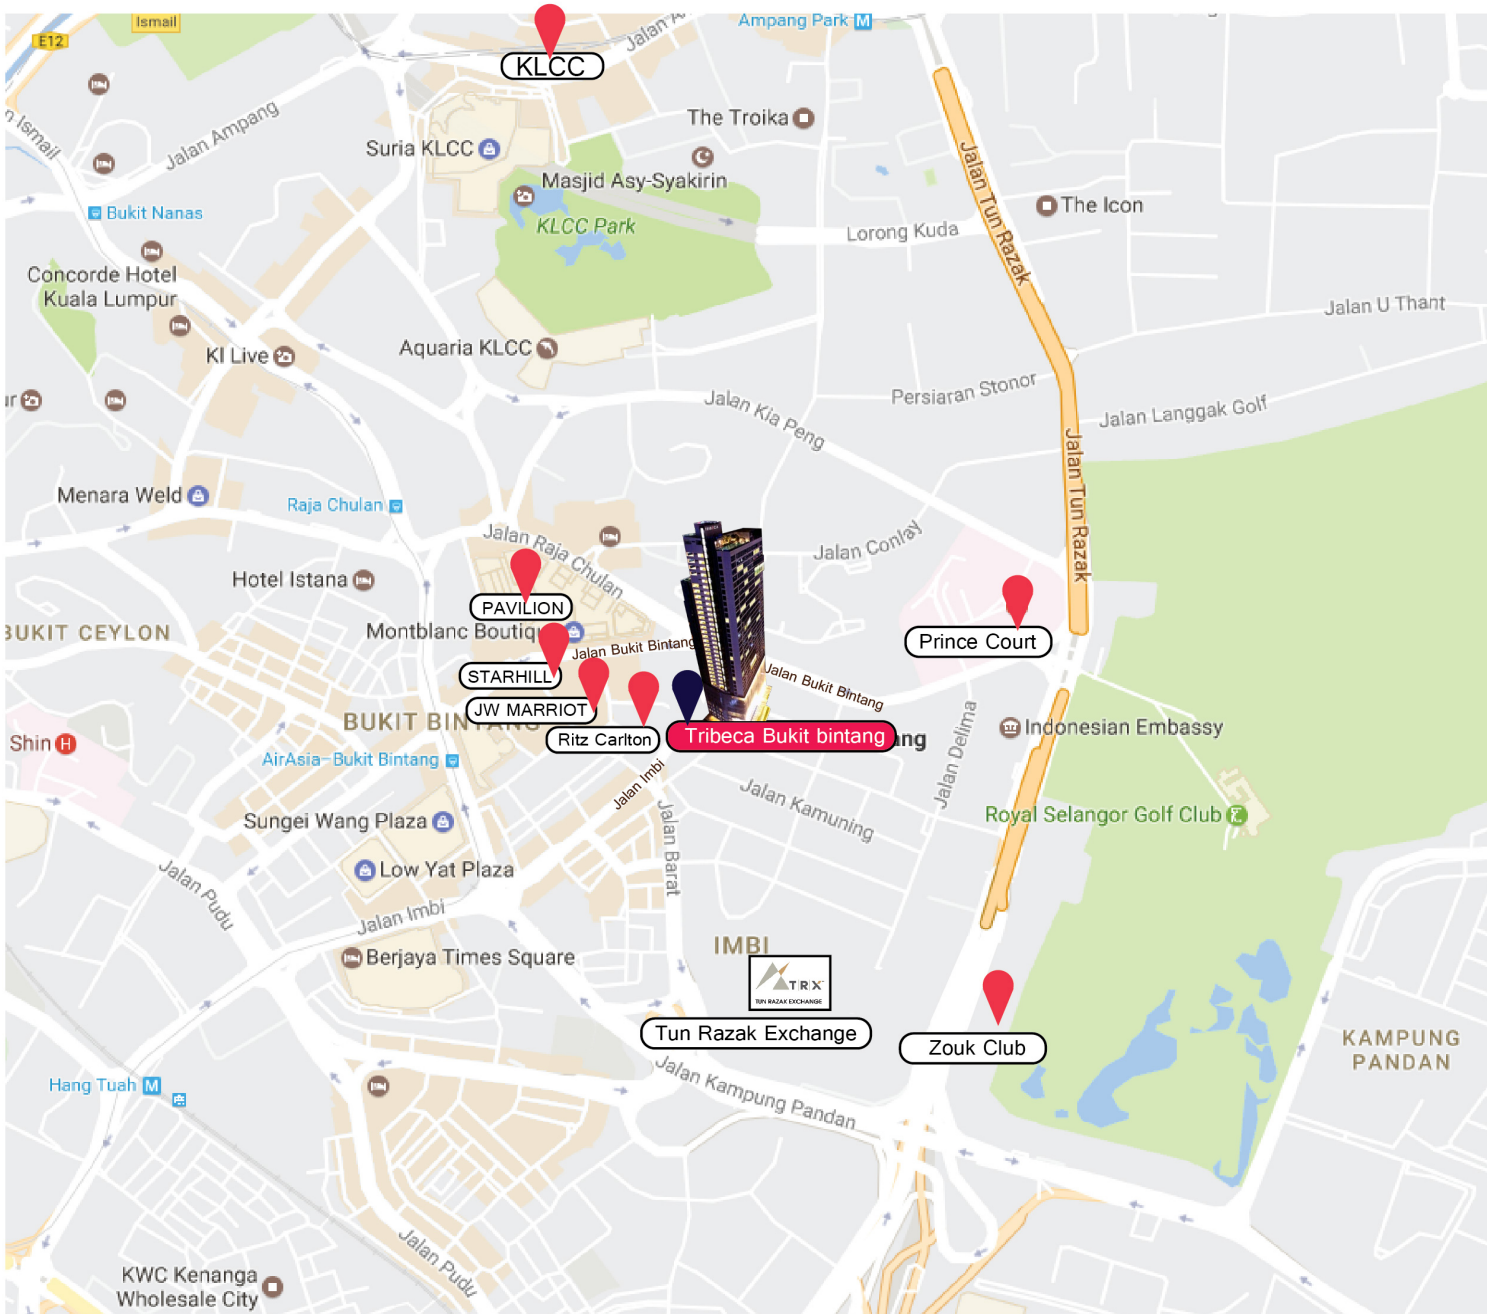 Ismail
E12
Ampang Park M
Jalan A
KLCC
n Ismail
Jalan Ampang
The Troika
Suria KLCC
Masjid Asy-Syakirin
Jalan Tun Razak
Bukit Nanas
The Icon
KLCC Park
Lorong Kuda
Concorde Hotel
Kuala Lumpur
Jalan U Thant
KI Live
Aquaria KLCC
ur
Persiaran Stonor
Jalan Kia Peng
Jalan Langgak Golf
Jalan Tun Razak
Menara Weld
Raja Chulan
Jalan Raja Chulan
Jalan Conlay
Hotel Istana
PAVILION
BUKIT CEYLON
Montblanc Boutiqu
Jalan Bukit Bintang
Prince Court
STARHILL
Jalan Bukit Bintang
JW MARRIOT
BUKIT BINTANG
Ritz Carlton
Tribeca Bukit bintang
ang
Indonesian Embassy
Shin H
AirAsia–Bukit Bintang
Jalan Delima
Jalan Imbi
Jalan Kamuning
Sungei Wang Plaza
Royal Selangor Golf Club
Jalan Barat
Low Yat Plaza
Jalan Pudu
Jalan Imbi
IMBI
Berjaya Times Square
TRX
TUN RAZAK EXCHANGE
Tun Razak Exchange
Zouk Club
KAMPUNG
PANDAN
Hang Tuah M
Jalan Kampung Pandan
Jalan Pudu
KWC Kenanga
Wholesale City